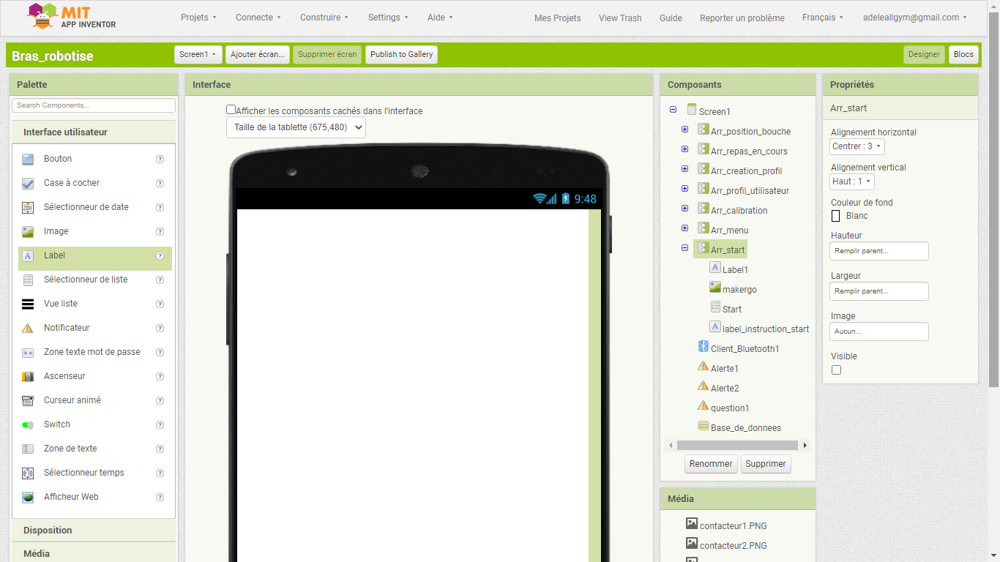 MIT
APP INVENTOR
Projets
Connecte
Construire
Settings
Aide
Mes Projets
View Trash
Guide
Reporter un problème
Français
adeleallgym@gmail.com
Bras_robotise
Screen1
Ajouter écran...
Supprimer écran
Publish to Gallery
Designer
Blocs
Palette
Search Components...
Interface utilisateur
Bouton ?
Case à cocher ?
Sélectionneur de date ?
Image ?
Label ?
Sélectionneur de liste ?
Vue liste ?
Notificateur ?
Zone texte mot de passe ?
Ascenseur ?
Curseur animé ?
Switch ?
Zone de texte ?
Sélectionneur temps ?
Afficheur Web ?
Disposition
Média
Interface
Afficher les composants cachés dans l'interface
Taille de la tablette (675,480)
9:48
Composants
Screen1
Arr_position_bouche
Arr_repas_en_cours
Arr_creation_profil
Arr_profil_utilisateur
Arr_calibration
Arr_menu
Arr_start
Label1
makergo
Start
label_instruction_start
Client_Bluetooth1
Alerte1
Alerte2
question1
Base_de_donnees
Renommer
Supprimer
Média
contacteur1.PNG
contacteur2.PNG
Propriétés
Arr_start
Alignement horizontal
Centrer : 3
Alignement vertical
Haut : 1
Couleur de fond
Blanc
Hauteur
Remplir parent...
Largeur
Remplir parent...
Image
Aucun...
Visible